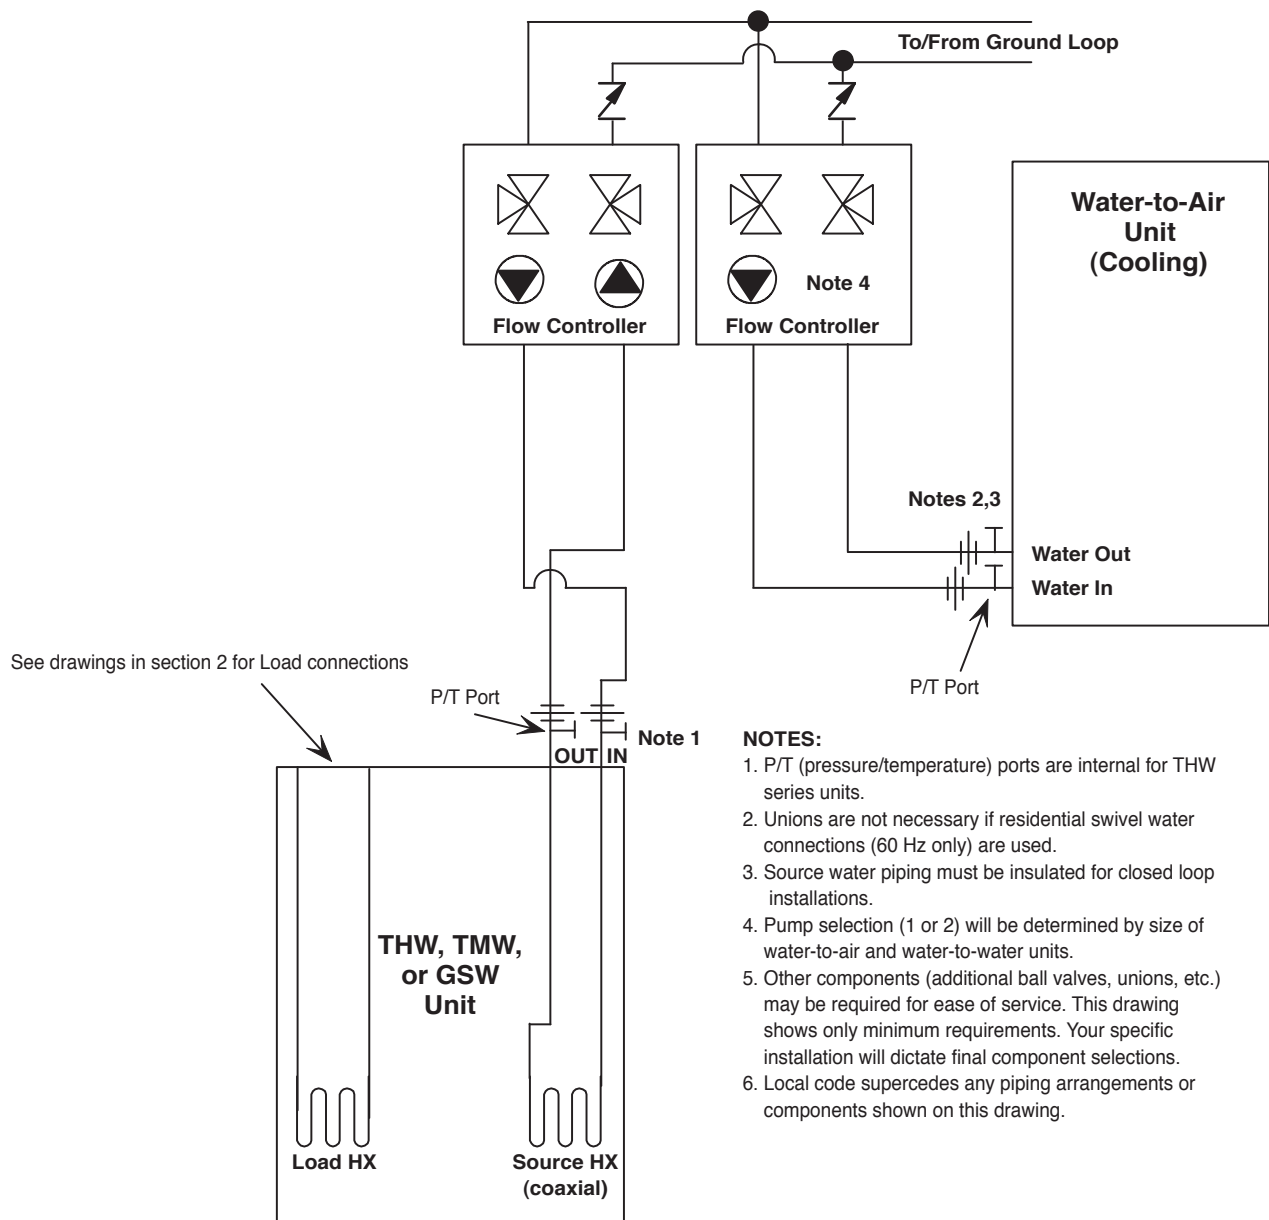 To/From Ground Loop
Water-to-Air
Unit
(Cooling)
Note 4
Flow Controller
Flow Controller
Notes 2,3
Water Out
Water In
P/T Port
See drawings in section 2 for Load connections
P/T Port
Note 1
OUT IN
THW, TMW,
or GSW
Unit
Load HX
Source HX
(coaxial)
NOTES:
1. P/T (pressure/temperature) ports are internal for THW
series units.
2. Unions are not necessary if residential swivel water
connections (60 Hz only) are used.
3. Source water piping must be insulated for closed loop
installations.
4. Pump selection (1 or 2) will be determined by size of
water-to-air and water-to-water units.
5. Other components (additional ball valves, unions, etc.)
may be required for ease of service. This drawing
shows only minimum requirements. Your specific
installation will dictate final component selections.
6. Local code supercedes any piping arrangements or
components shown on this drawing.